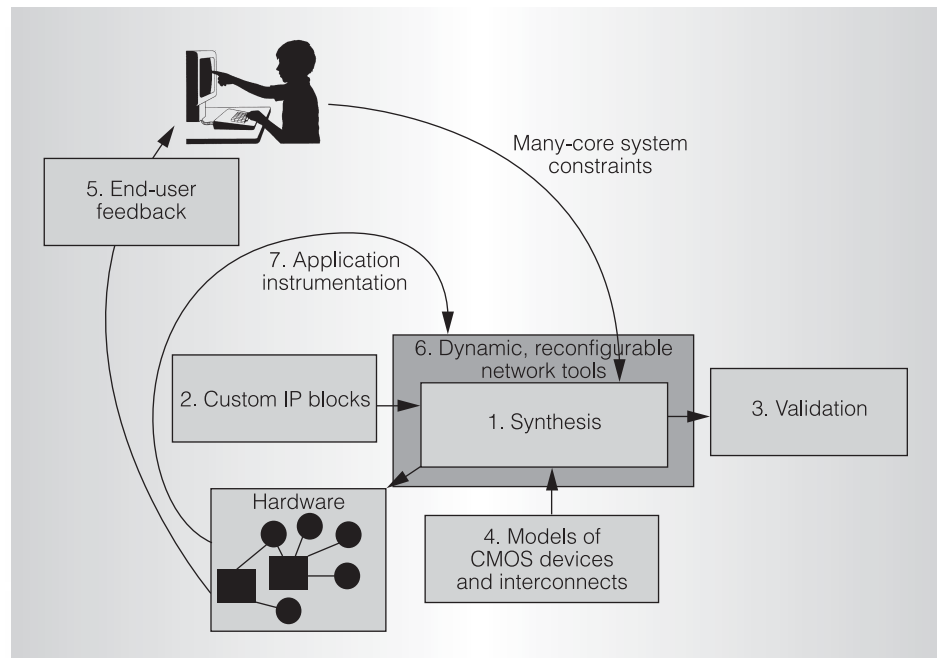 Many-core system
constraints
5. End-user
feedback
7. Application
instrumentation
6. Dynamic, reconfigurable
network tools
2. Custom IP blocks
1. Synthesis
3. Validation
Hardware
4. Models of
CMOS devices
and interconnects